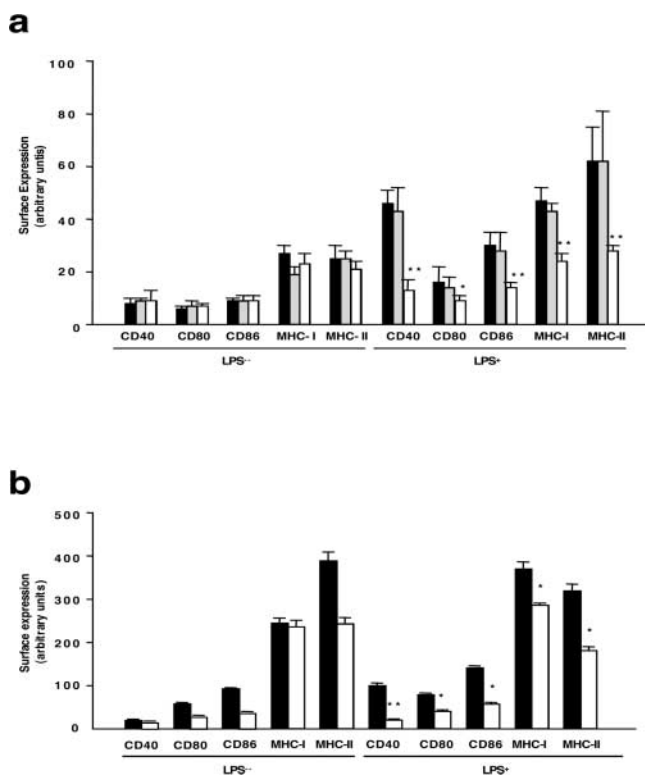 a
100
80
60
40
20
0
Surface Expression
(arbitrary untis)
CD40 CD80 CD86 MHC- I MHC- II CD40 CD80 CD86 MHC-I MHC-II
LPS-- LPS+
** * ** ** **
b
500
400
300
200
100
0
Surface expression
(arbitrary units)
CD40 CD80 CD86 MHC-I MHC-II CD40 CD80 CD86 MHC-I MHC-II
LPS-- LPS+
** * * * *